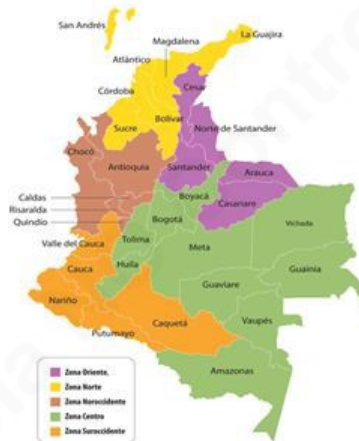 San Andrés
La Guajira
Magdalena
Atlántico
Cesar
Córdoba
Norte de Santander
Sucre
Bolívar
Chocó
Antioquia
Santander
Arauca
Boyacá
Caldas
Casanare
Risaralda
Bogotá
Quindío
Vichada
Tolima
Valle del Cauca
Meta
Cauca
Huila
Guainía
Guaviare
Nariño
Caquetá
Vaupés
Putumayo
Amazonas
Zona Oriente,
Zona Norte
Zona Noroccidente
Zona Centro
Zona Suroccidente